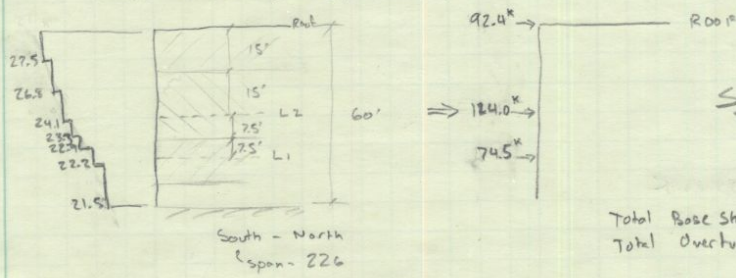 Roof
27.5
15'
26.8
15'
L2
24.1
7.5'
7.5'
L1
22.2
21.5
60'
South - North
span - 226
⇒
92.4ᵏ
Roof
124.0ᵏ
74.5ᵏ
Total Base Sh
Total Overtu